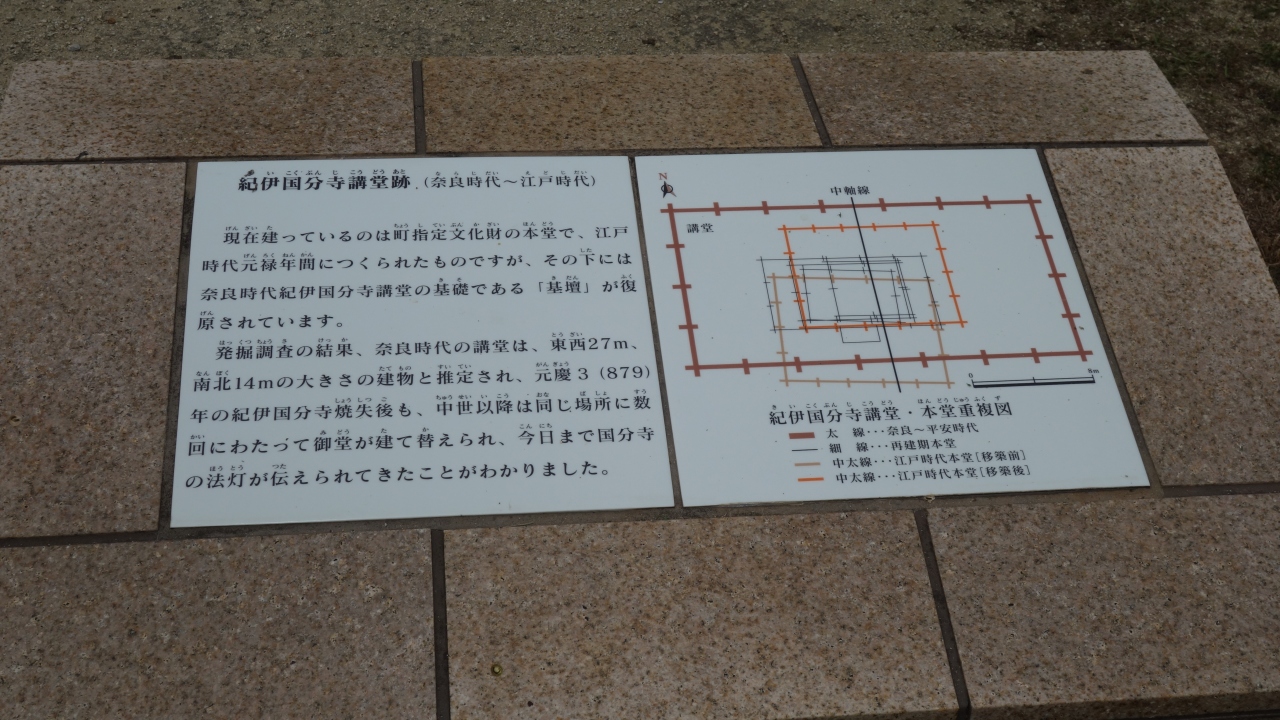 紀伊国分寺講堂跡（奈良時代～江戸時代）
現在建っているのは町指定文化財の本堂で、江戸
時代元禄年間につくられたものですが、その下には
奈良時代紀伊国分寺講堂の基礎である「基壇」が復
原されています。
発掘調査の結果、奈良時代の講堂は、東西27m、
南北14mの大きさの建物と推定され、元慶3（879）
年の紀伊国分寺焼失後も、中世以降は同じ場所に数
回にわたって御堂が建て替えられ、今日まで国分寺
の法灯が伝えられてきたことがわかりました。
N
中軸線
講堂
0 8m
紀伊国分寺講堂・本堂重複図
太 線･･･奈良～平安時代
細 線･･･再建期本堂
中太線･･･江戸時代本堂[移築前]
中太線･･･江戸時代本堂[移築後]